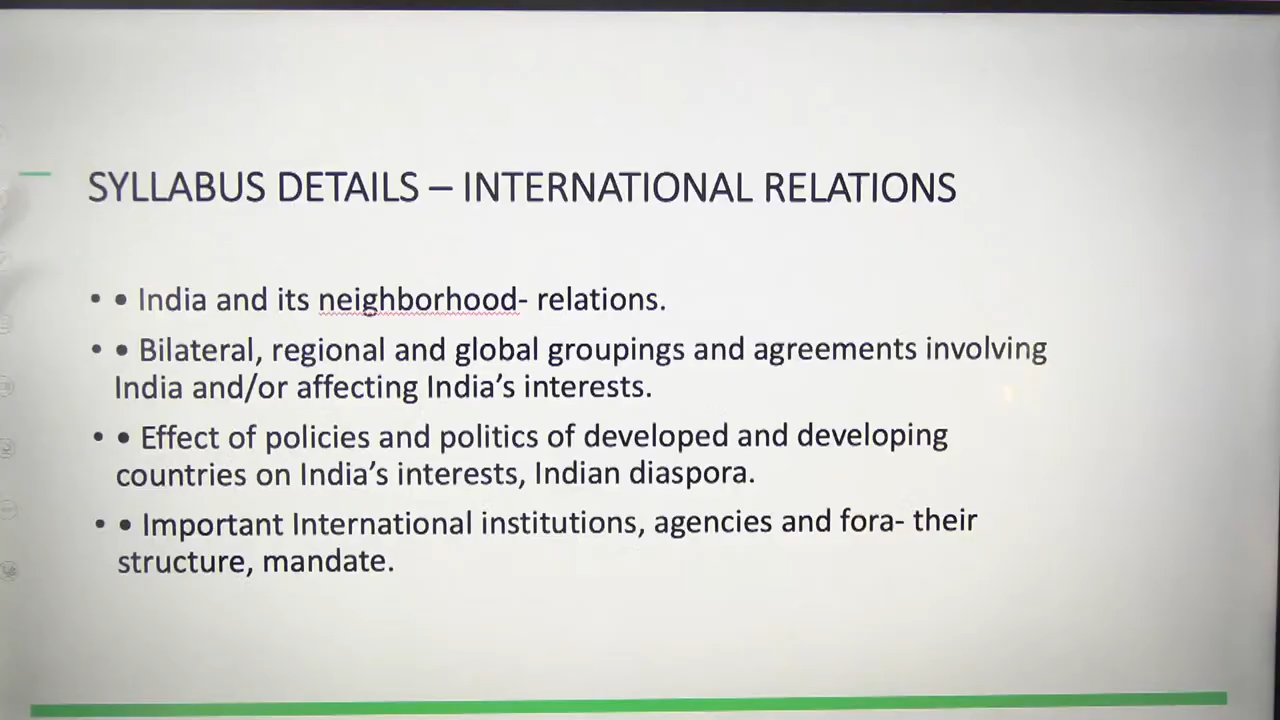 SYLLABUS DETAILS – INTERNATIONAL RELATIONS
• • India and its neighborhood- relations.
• • Bilateral, regional and global groupings and agreements involving
India and/or affecting India's interests.
• • Effect of policies and politics of developed and developing
countries on India's interests, Indian diaspora.
• • Important International institutions, agencies and fora- their
structure, mandate.